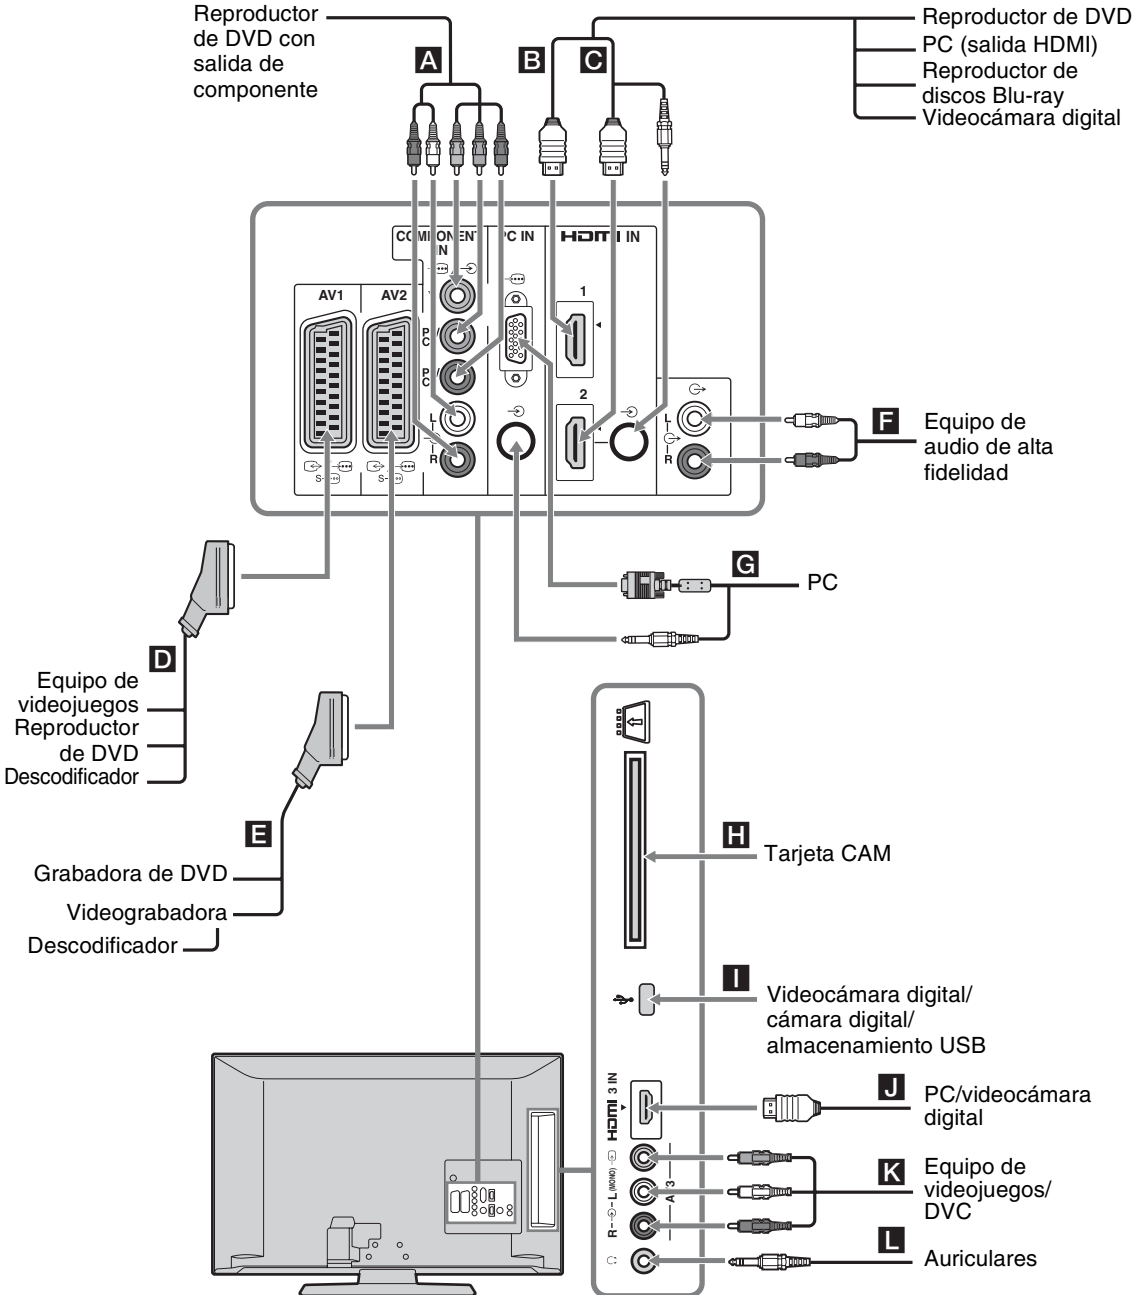 Reproductor
de DVD con
salida de
componente
A
B
C
Reproductor de DVD
PC (salida HDMI)
Reproductor de
discos Blu-ray
Videocámara digital
COMPONENT
IN
PC IN
HDMI IN
AV1
AV2
1
2
L
R
L
R
S
S
F
Equipo de
audio de alta
fidelidad
G
PC
D
Equipo de
videojuegos
Reproductor
de DVD
Descodificador
E
Grabadora de DVD
Videograbadora
Descodificador
H
Tarjeta CAM
I
Videocámara digital/
cámara digital/
almacenamiento USB
HDMI 3 IN
J
PC/videocámara
digital
R
L (MONO)
AV3
K
Equipo de
videojuegos/
DVC
L
Auriculares